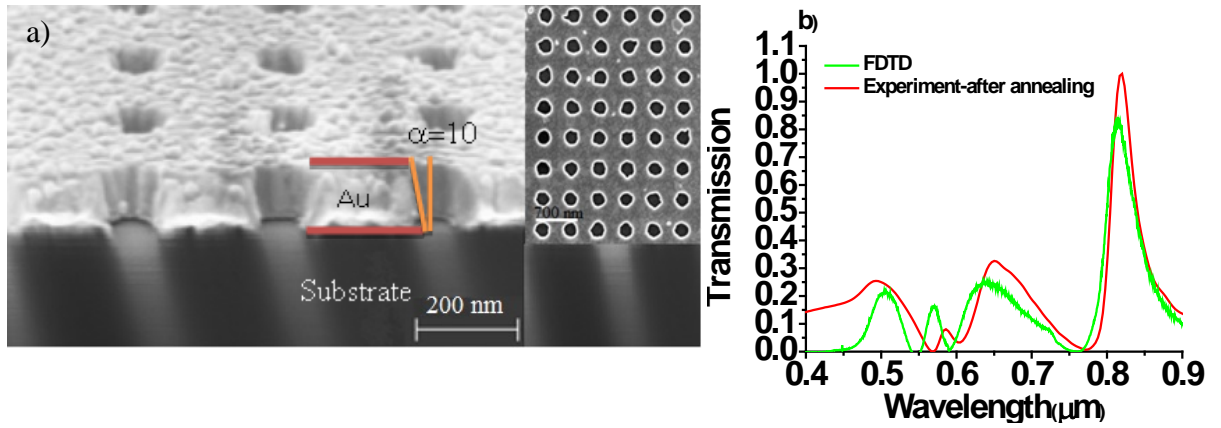 a)
α=10
Au
Substrate
200 nm
700 nm
b)
FDTD
Experiment-after annealing
1.1
1.0
0.9
0.8
0.7
0.6
0.5
0.4
0.3
0.2
0.1
0.0
Transmission
0.4 0.5 0.6 0.7 0.8 0.9
Wavelength(μm)